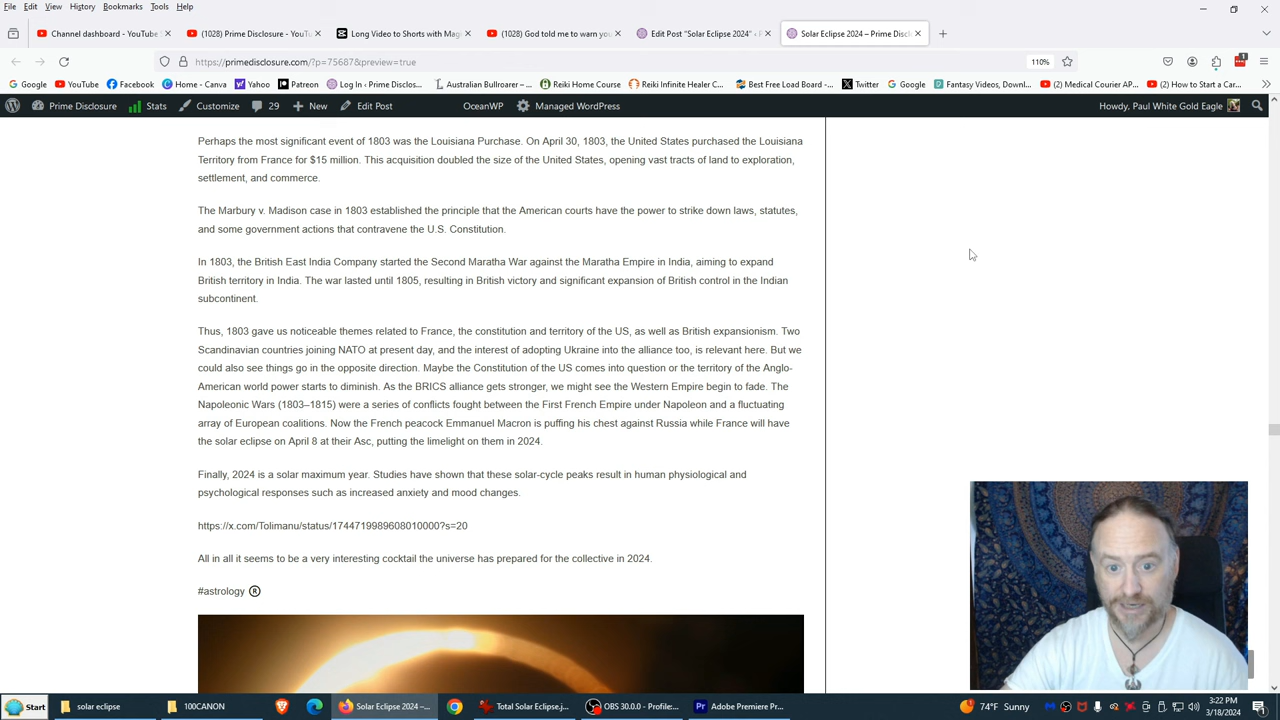 File Edit View History Bookmarks Tools Help
Channel dashboard - YouTube
(1028) Prime Disclosure - YouTu
Long Video to Shorts with Mag
(1028) God told me to warn you
Edit Post "Solar Eclipse 2024"
Solar Eclipse 2024 – Prime Discl
https://primedisclosure.com/?p=75687&preview=true
110%
1
Google YouTube Facebook Home - Canva Yahoo Patreon Log In ‹ Prime Disclos... Australian Bullroarer ... Reiki Home Course Reiki Infinite Healer C... Best Free Load Board -... Twitter Google Fantasy Videos, Deme... (2) Medical Courier AP... (2) How to Start a Car...
Prime Disclosure Stats Customize 29 New Edit Post OceanWP Managed WordPress Howdy, Paul White Gold Eagle
Perhaps the most significant event of 1803 was the Louisiana Purchase. On April 30, 1803, the United States purchased the Louisiana
Territory from France for $15 million. This acquisition doubled the size of the United States, opening vast tracts of land to exploration,
settlement, and commerce.
The Marbury v. Madison case in 1803 established the principle that the American courts have the power to strike down laws, statutes,
and some government actions that contravene the U.S. Constitution.
In 1803, the British East India Company started the Second Maratha War against the Maratha Empire in India, aiming to expand
British territory in India. The war lasted until 1805, resulting in British victory and significant expansion of British control in the Indian
subcontinent.
Thus, 1803 gave us noticeable themes related to France, the constitution and territory of the US, as well as British expansionism. Two
Scandinavian countries joining NATO at present day, and the interest of adopting Ukraine into the alliance too, is relevant here. But we
could also see things go in the opposite direction. Maybe the Constitution of the US comes into question or the territory of the Anglo-
American world power starts to diminish. As the BRICS alliance gets stronger, we might see the Western Empire begin to fade. The
Napoleonic Wars (1803–1815) were a series of conflicts fought between the First French Empire under Napoleon and a fluctuating
array of European coalitions. Now the French peacock Emmanuel Macron is puffing his chest against Russia while France will have
the solar eclipse on April 8 at their Asc, putting the limelight on them in 2024.
Finally, 2024 is a solar maximum year. Studies have shown that these solar-cycle peaks result in human physiological and
psychological responses such as increased anxiety and mood changes.
https://x.com/Tolimanu/status/1744719989608010000?s=20
All in all it seems to be a very interesting cocktail the universe has prepared for the collective in 2024.
#astrology ®
Start solar eclipse 100CANON Solar Eclipse 2024 –... Total Solar Eclipse.j... OBS 30.0.0 - Profile:... Adobe Premiere Pr... 74°F Sunny
3:22 PM
3/18/2024